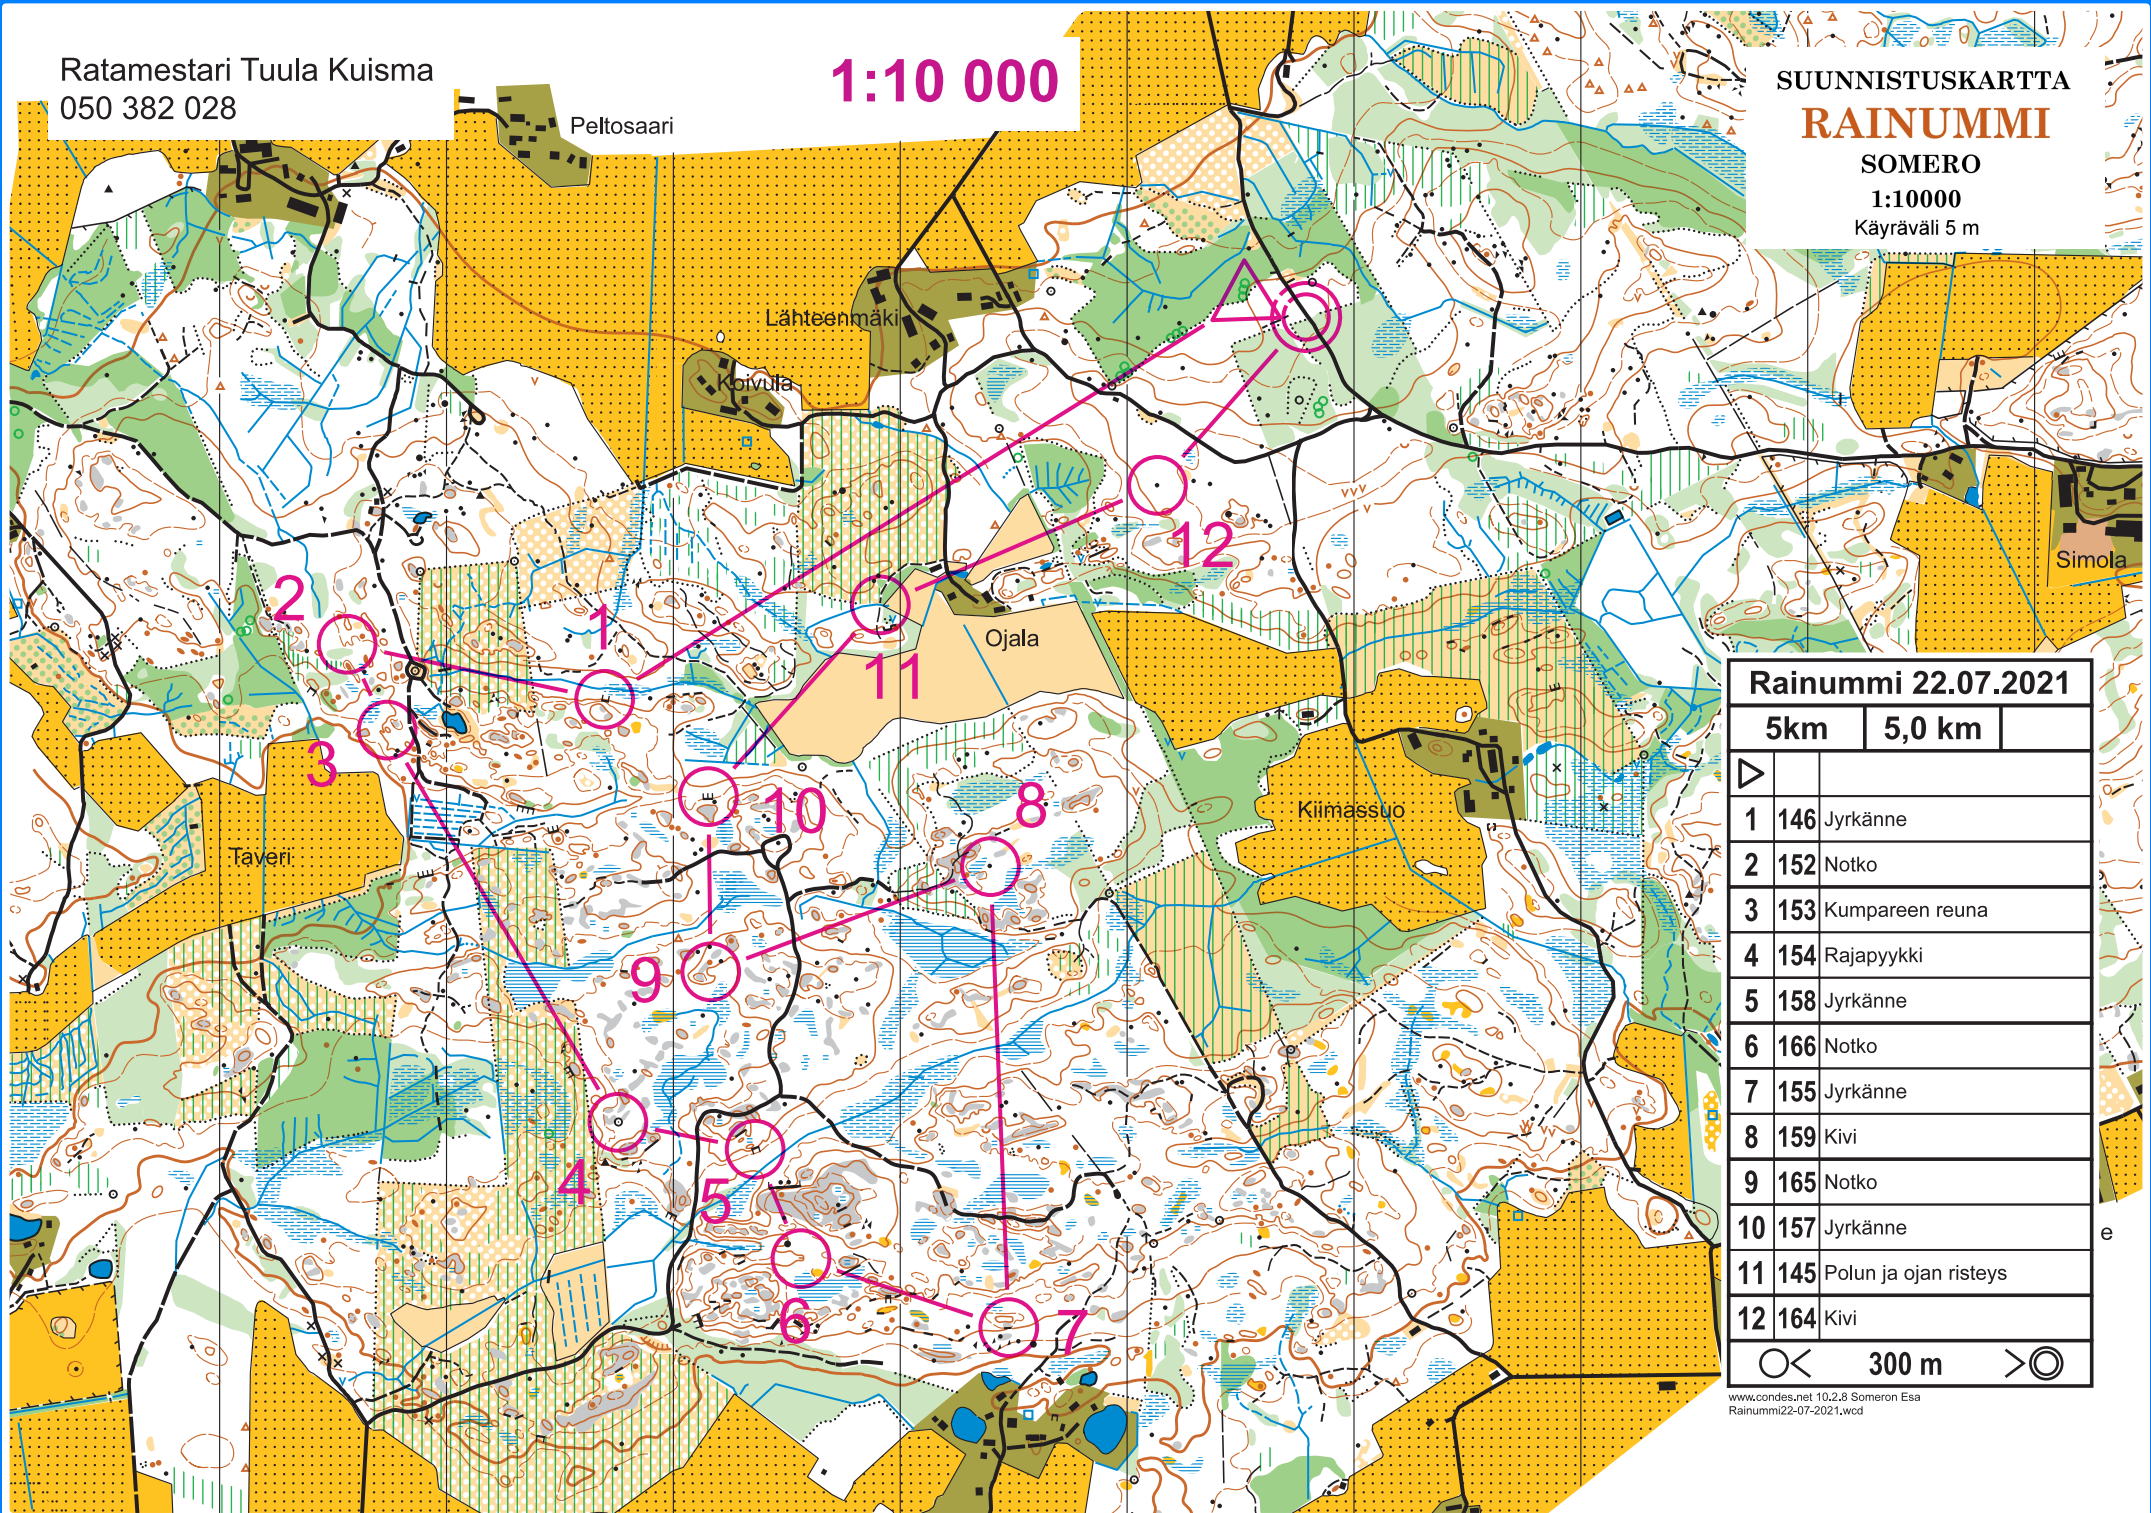 Ratamestari Tuula Kuisma
050 382 028
1:10 000
SUUNNISTUSKARTTA
RAINUMMI
SOMERO
1:10000
Käyräväli 5 m
Peltosaari
Lähteenmäki
Koivula
Simola
Ojala
Kiimassuo
Taveri
e
1
2
3
4
5
6
7
8
9
10
11
12
Rainummi 22.07.2021
5km 5,0 km
1 146 Jyrkänne
2 152 Notko
3 153 Kumpareen reuna
4 154 Rajapyykki
5 158 Jyrkänne
6 166 Notko
7 155 Jyrkänne
8 159 Kivi
9 165 Notko
10 157 Jyrkänne
11 145 Polun ja ojan risteys
12 164 Kivi
300 m
www.condes.net 10.2.8 Someron Esa
Rainummi22-07-2021.wcd